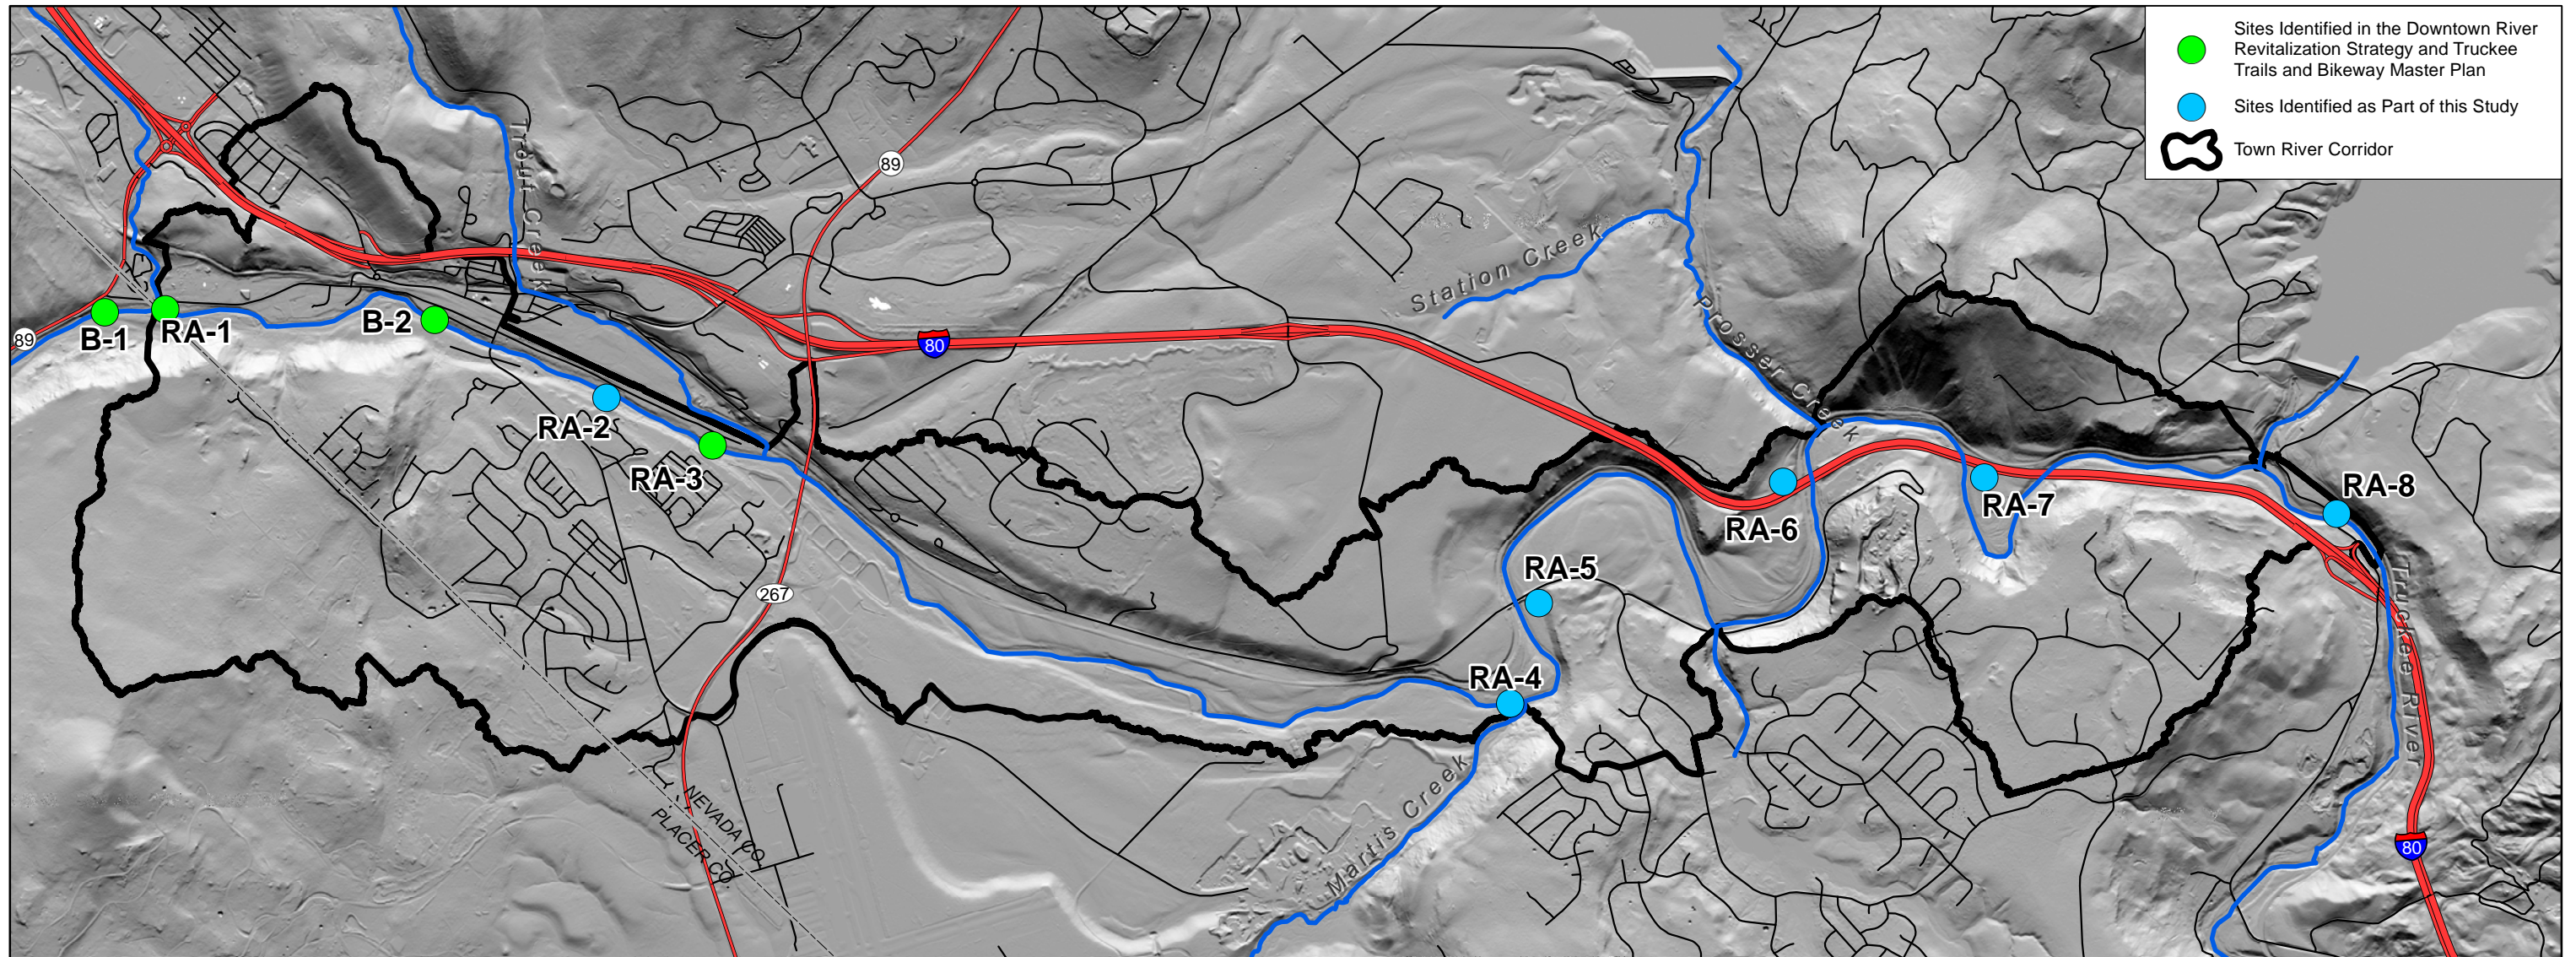 Sites Identified in the Downtown River
Revitalization Strategy and Truckee
Trails and Bikeway Master Plan
Sites Identified as Part of this Study
Town River Corridor
Trout Creek
89
Station Creek
Prosser Creek
89
B-1
RA-1
B-2
80
RA-2
RA-3
RA-6
RA-7
RA-8
RA-5
267
RA-4
Truckee River
Martis Creek
NEVADA CO.
PLACER CO.
80